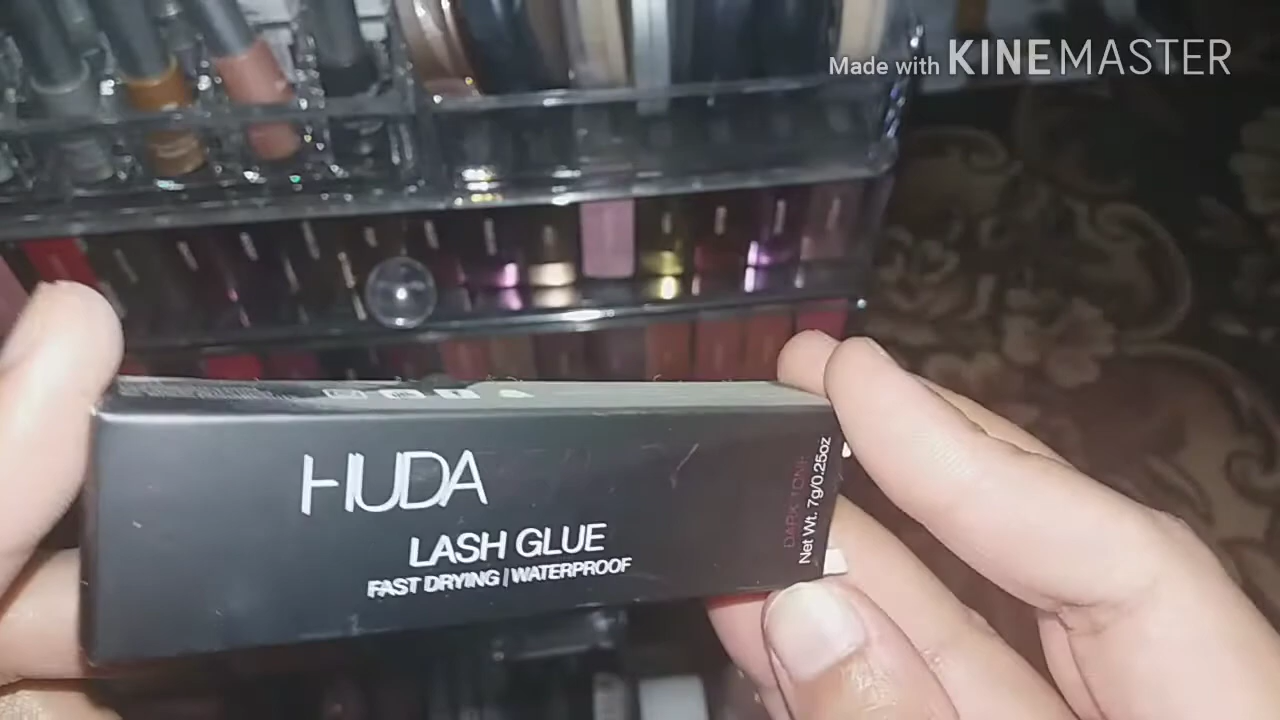 Made with KINEMASTER
HUDA
LASH GLUE
FAST DRYING | WATERPROOF
DARK TONE
Net Wt. 7g/0.25oz